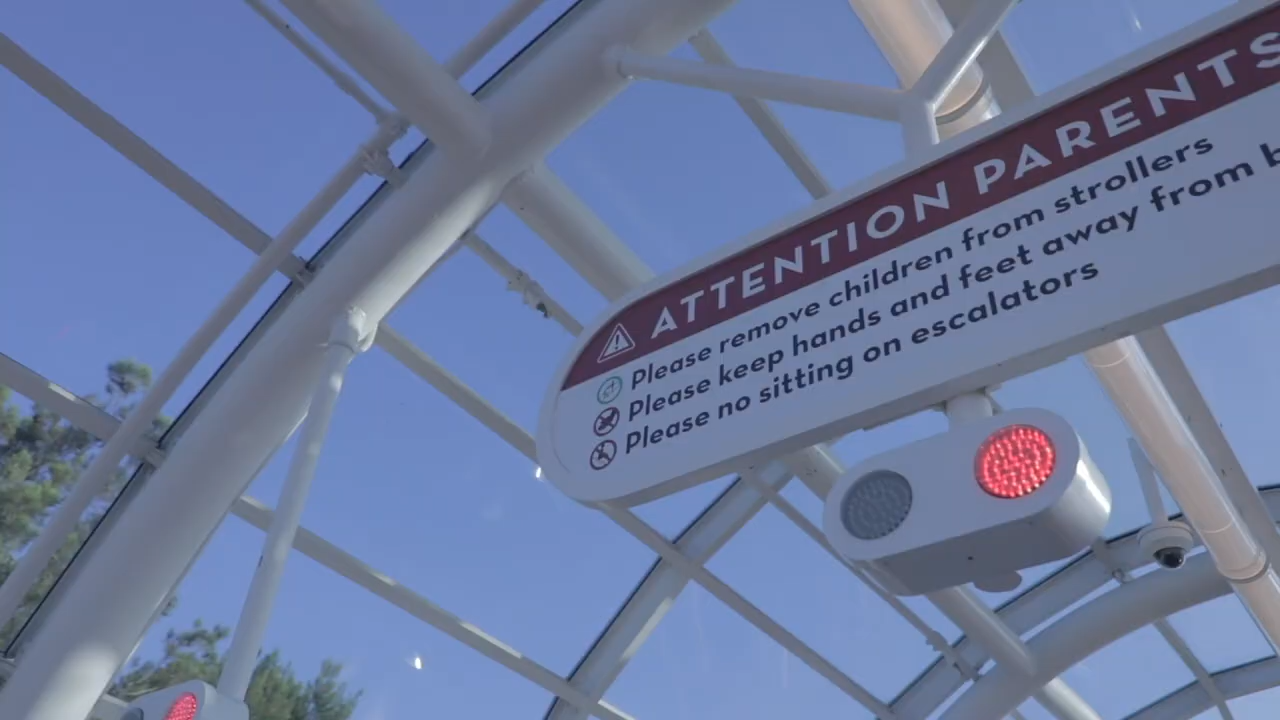 ATTENTION PARENTS
Please remove children from strollers
Please keep hands and feet away from
Please no sitting on escalators